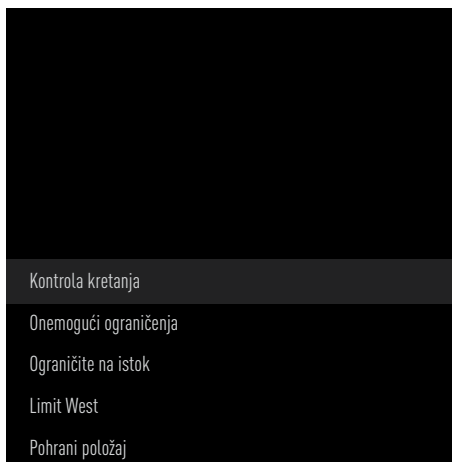 Kontrola kretanja
Onemogući ograničenja
Ograničite na istok
Limit West
Pohrani položaj